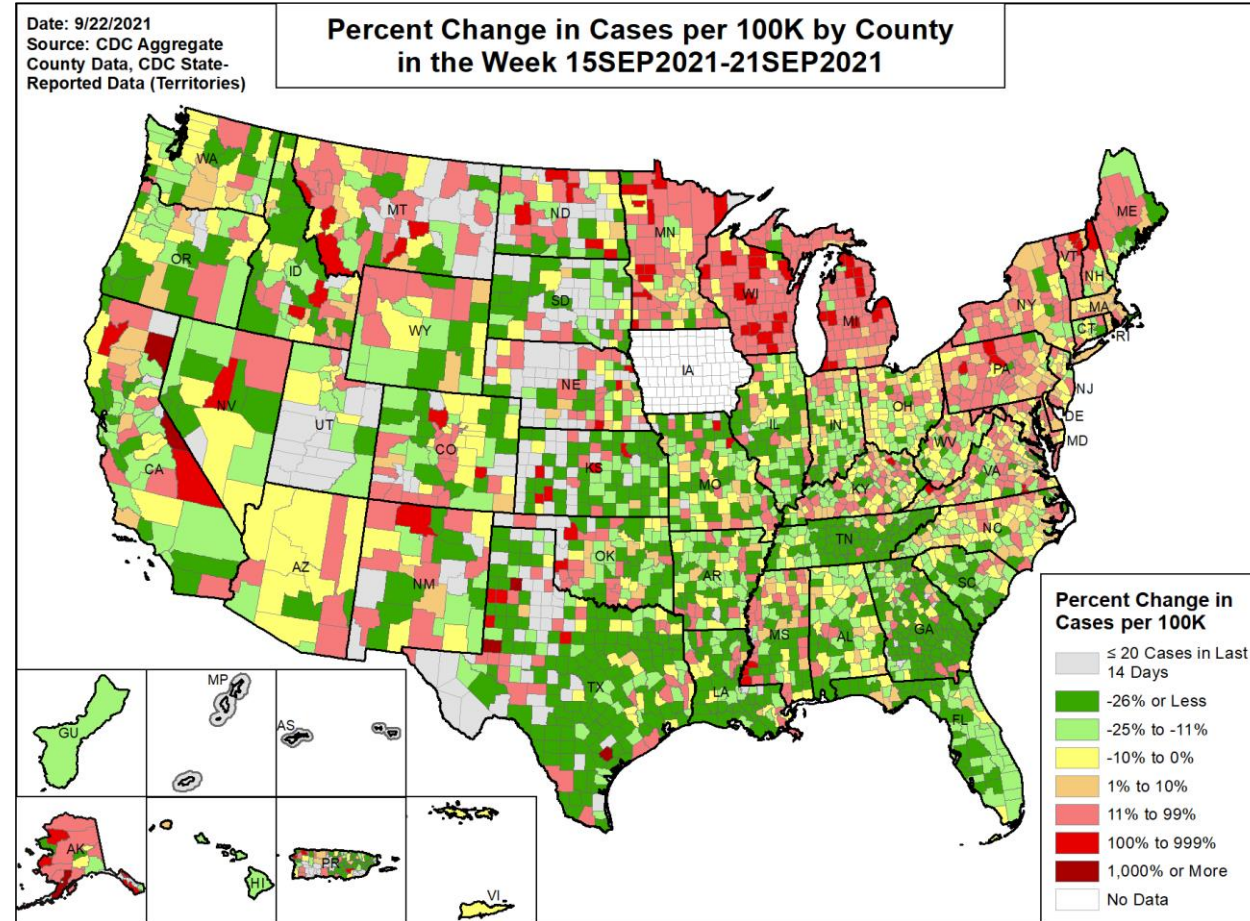 Date: 9/22/2021
Source: CDC Aggregate
County Data, CDC State-
Reported Data (Territories)
Percent Change in Cases per 100K by County
in the Week 15SEP2021-21SEP2021
WA
MT
ND
MN
ME
OR
ID
WY
SD
WI
MI
VT
NH
NY
MA
CT
RI
NV
UT
CO
NE
IA
IL
IN
OH
PA
NJ
DE
MD
CA
KS
MO
KY
WV
VA
AZ
NM
OK
AR
TN
NC
SC
TX
LA
MS
AL
GA
FL
GU
MP
AS
AK
HI
PR
VI
Percent Change in
Cases per 100K
≤ 20 Cases in Last
14 Days
-26% or Less
-25% to -11%
-10% to 0%
1% to 10%
11% to 99%
100% to 999%
1,000% or More
No Data